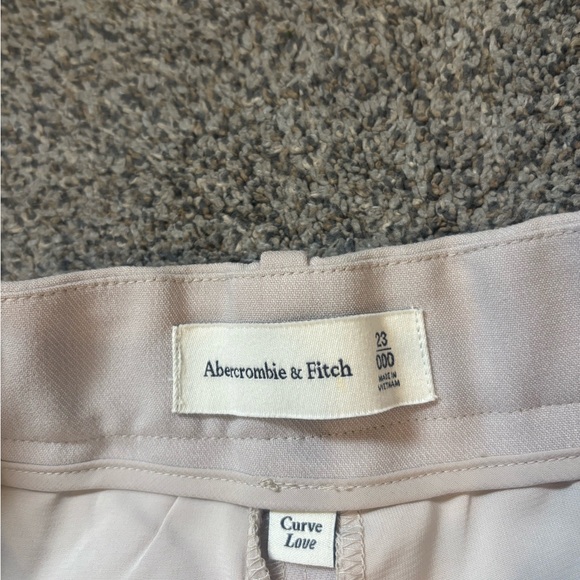 Abercrombie & Fitch
23
000
MADE IN
VIETNAM
Curve
Love